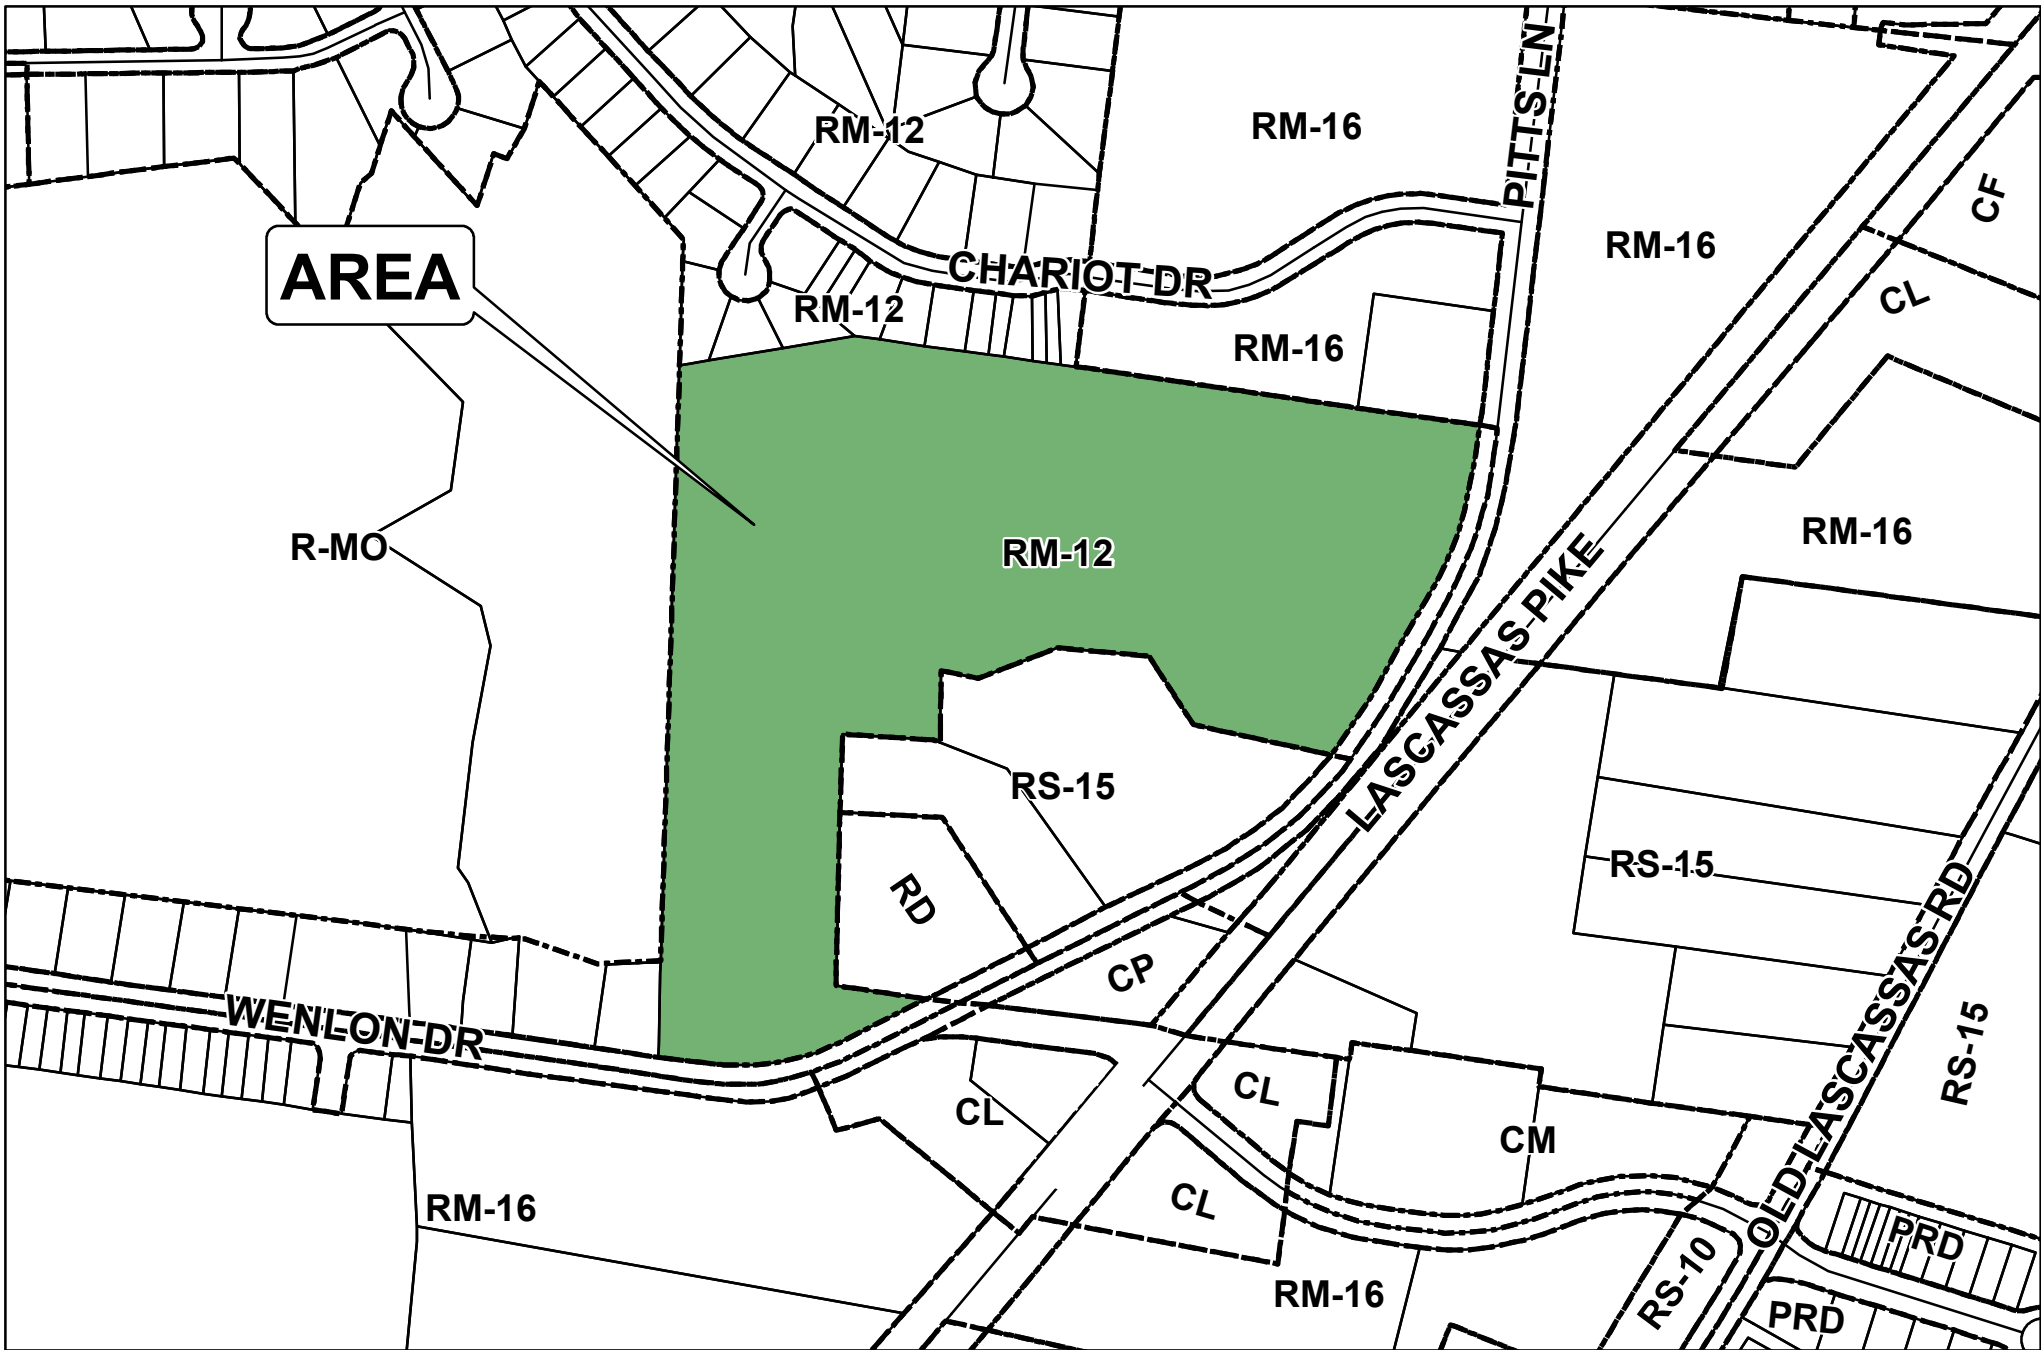 RM-12
RM-16
PITTS LN
CF
AREA
RM-16
CHARIOT DR
RM-12
CL
RM-16
R-MO
RM-12
RM-16
LASCASSAS PIKE
RS-15
RS-15
RD
CP
OLD LASCASSAS RD
WENLON DR
RS-15
CL
CL
CM
RM-16
CL
PRD
RM-16
RS-10
PRD